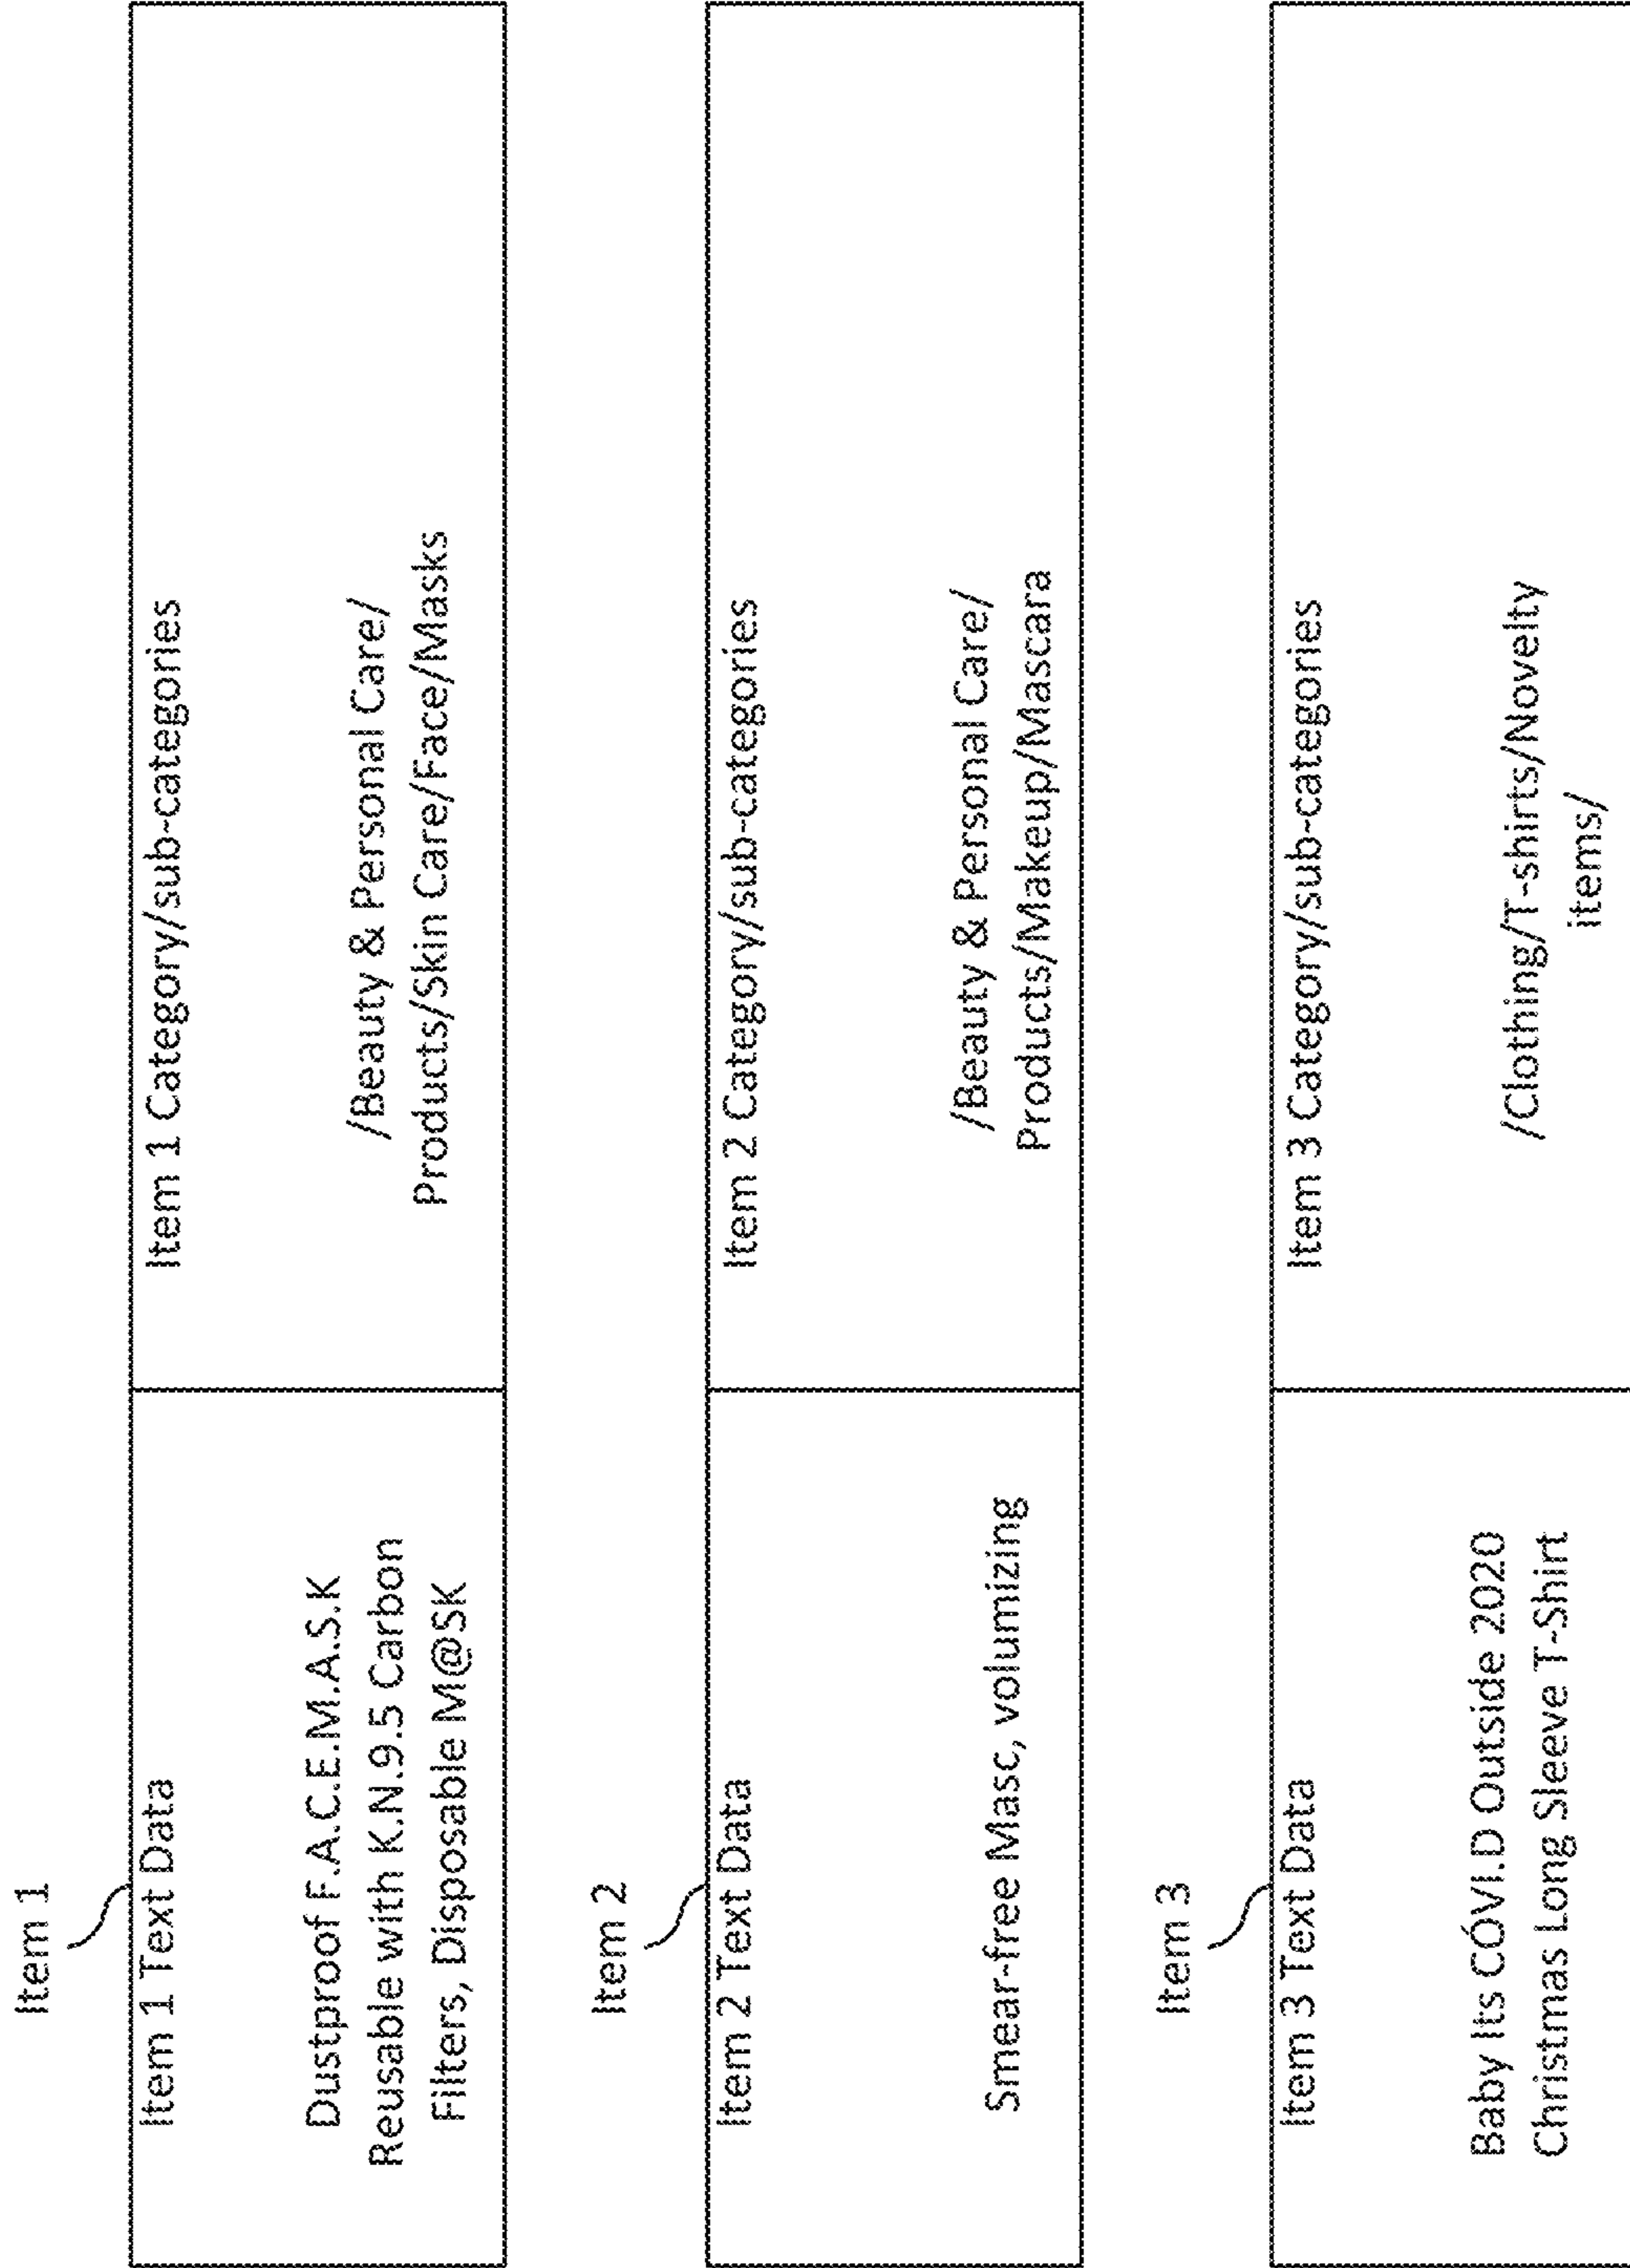 Item 1
Item 1 Text Data
Dustproof F.A.C.E.M.A.S.K
Reusable with K.N.9.5 Carbon
Filters, Disposable M@SK
Item 1 Category/sub-categories
/Beauty & Personal Care/
Products/Skin Care/Face/Masks
Item 2
Item 2 Text Data
Smear-free Masc, volumizing
Item 2 Category/sub-categories
/Beauty & Personal Care/
Products/Makeup/Mascara
Item 3
Item 3 Text Data
Baby Its CÓVI.D Outside 2020
Christmas Long Sleeve T-Shirt
Item 3 Category/sub-categories
/Clothing/T-shirts/Novelty
items/